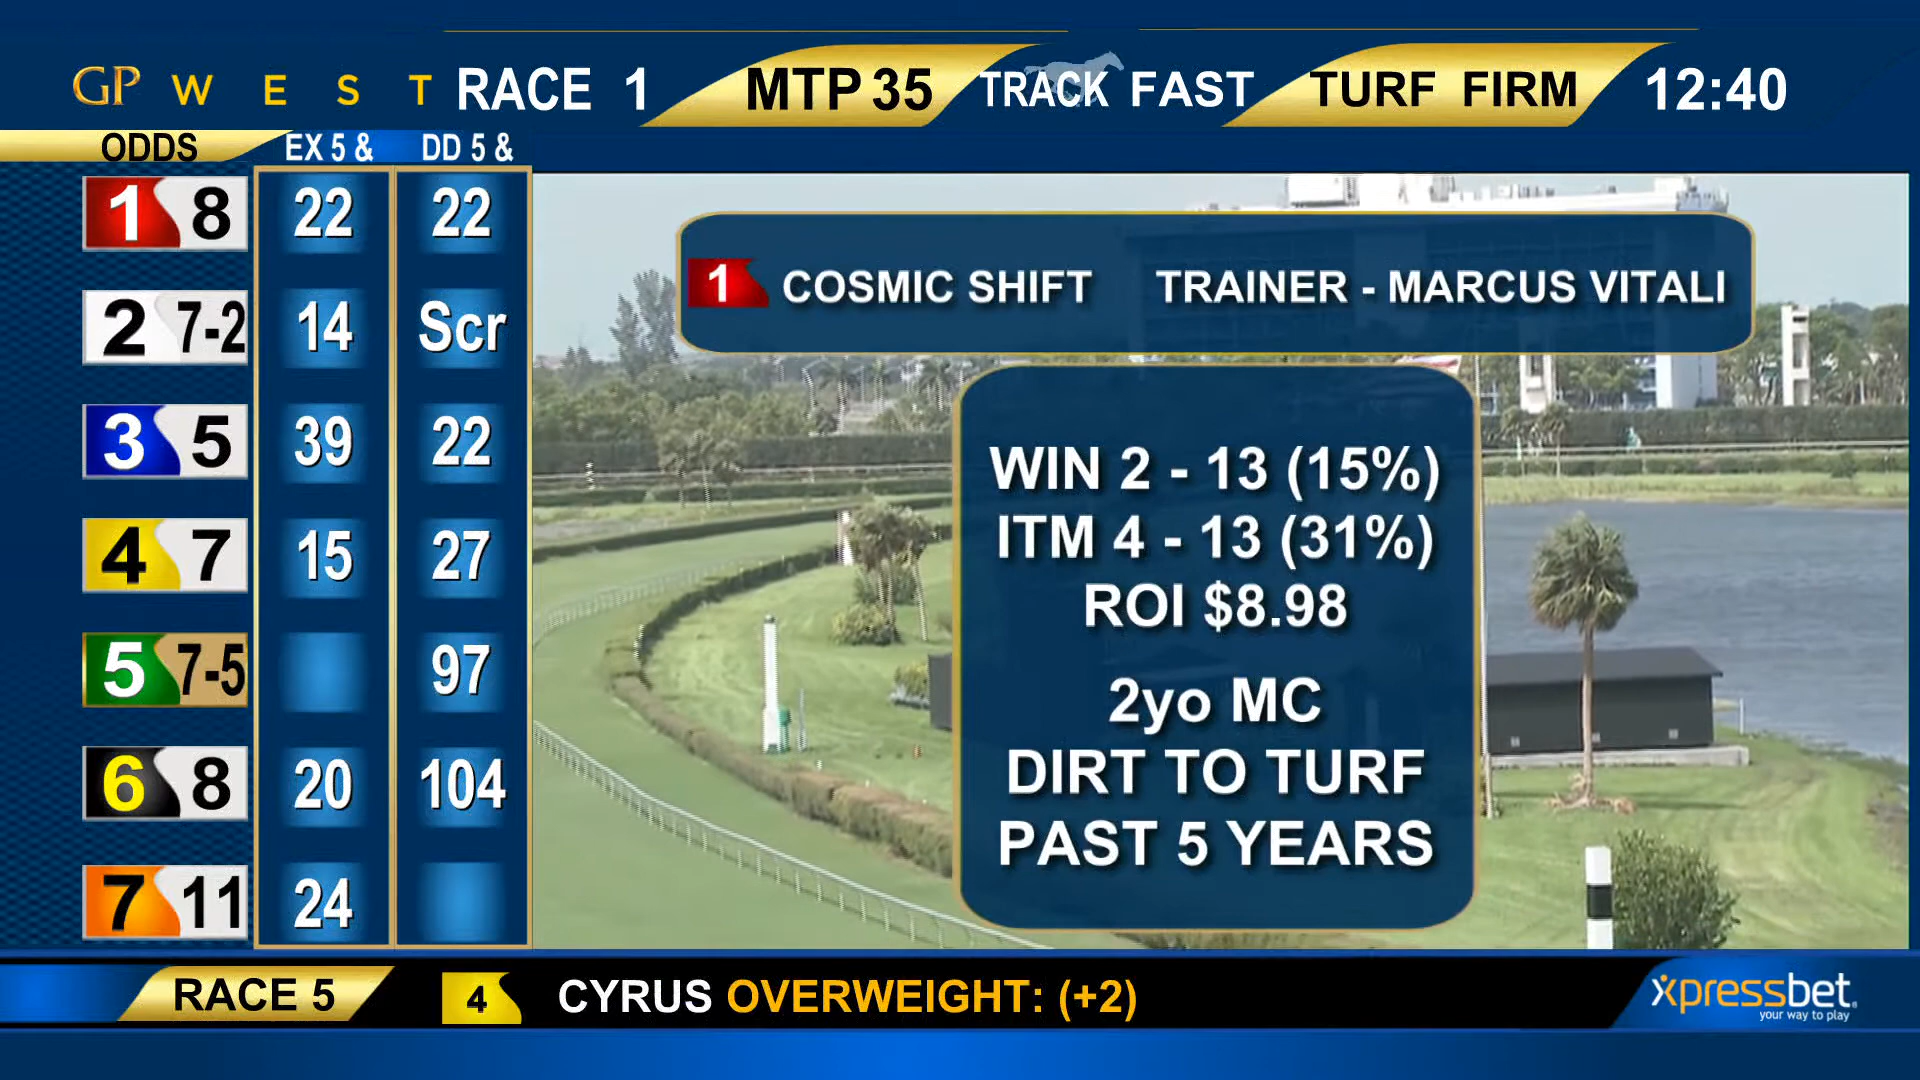 GP WEST RACE 1 MTP 35 TRACK FAST TURF FIRM 12:40
ODDS EX 5 & DD 5 &
1 8 22 22
2 7-2 14 Scr
3 5 39 22
4 7 15 27
5 7-5 97
6 8 20 104
7 11 24
1 COSMIC SHIFT TRAINER - MARCUS VITALI
WIN 2 - 13 (15%)
ITM 4 - 13 (31%)
ROI $8.98
2yo MC
DIRT TO TURF
PAST 5 YEARS
RACE 5 4 CYRUS OVERWEIGHT: (+2)
xpressbet.
your way to play